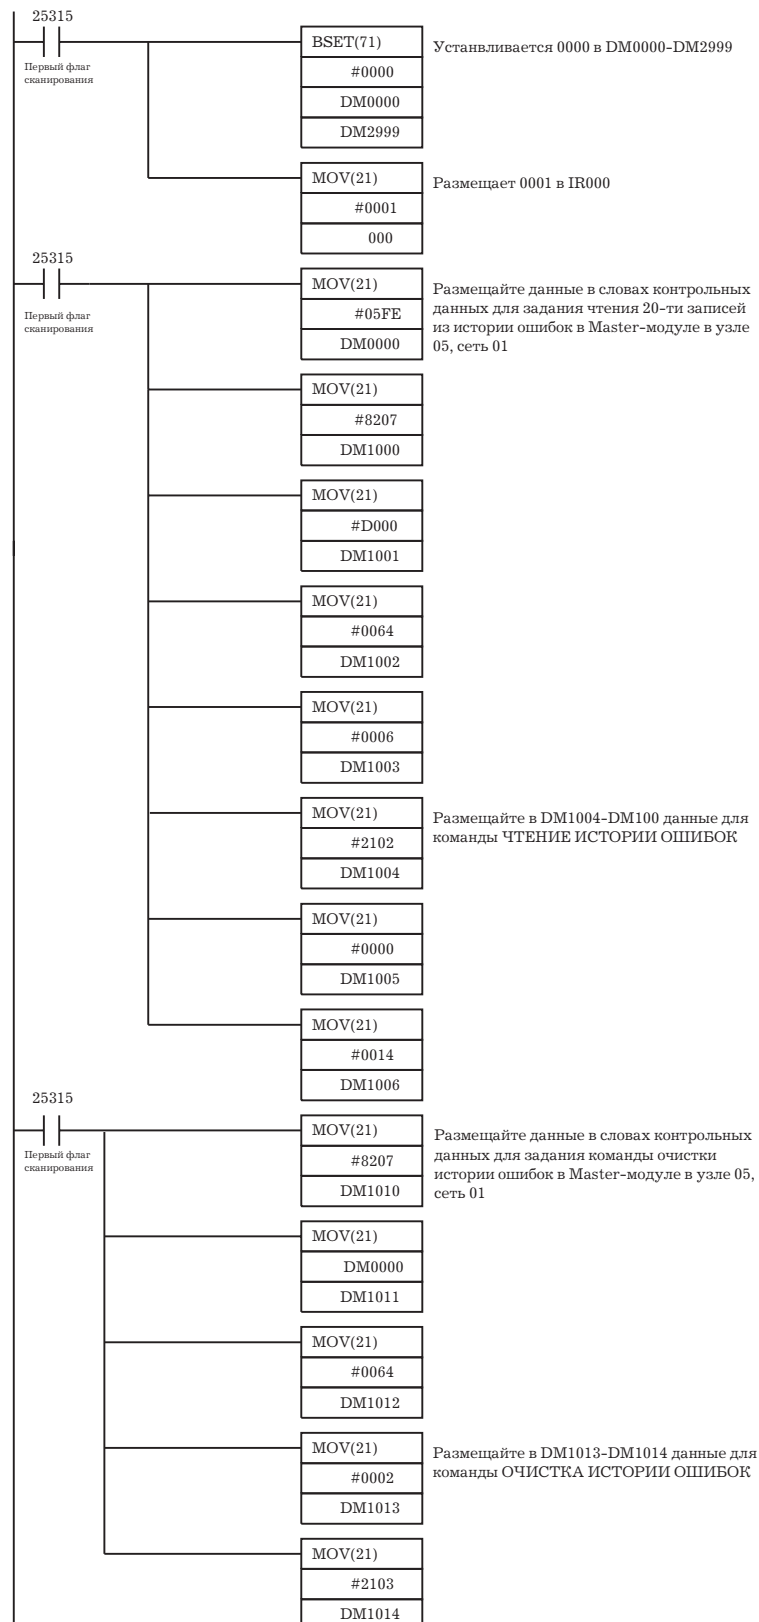 25315
Первый флаг
сканирования
BSET(71)
#0000
DM0000
DM2999
Устанвливается 0000 в DM0000-DM2999
MOV(21)
#0001
000
Размещает 0001 в IR000
25315
Первый флаг
сканирования
MOV(21)
#05FE
DM0000
Размещайте данные в словах контрольных
данных для задания чтения 20-ти записей
из истории ошибок в Master-модуле в узле
05, сеть 01
MOV(21)
#8207
DM1000
MOV(21)
#D000
DM1001
MOV(21)
#0064
DM1002
MOV(21)
#0006
DM1003
MOV(21)
#2102
DM1004
Размещайте в DM1004-DM100 данные для
команды ЧТЕНИЕ ИСТОРИИ ОШИБОК
MOV(21)
#0000
DM1005
MOV(21)
#0014
DM1006
25315
Первый флаг
сканирования
MOV(21)
#8207
DM1010
Размещайте данные в словах контрольных
данных для задания команды очистки
истории ошибок в Master-модуле в узле 05,
сеть 01
MOV(21)
DM0000
DM1011
MOV(21)
#0064
DM1012
MOV(21)
#0002
DM1013
Размещайте в DM1013-DM1014 данные для
команды ОЧИСТКА ИСТОРИИ ОШИБОК
MOV(21)
#2103
DM1014